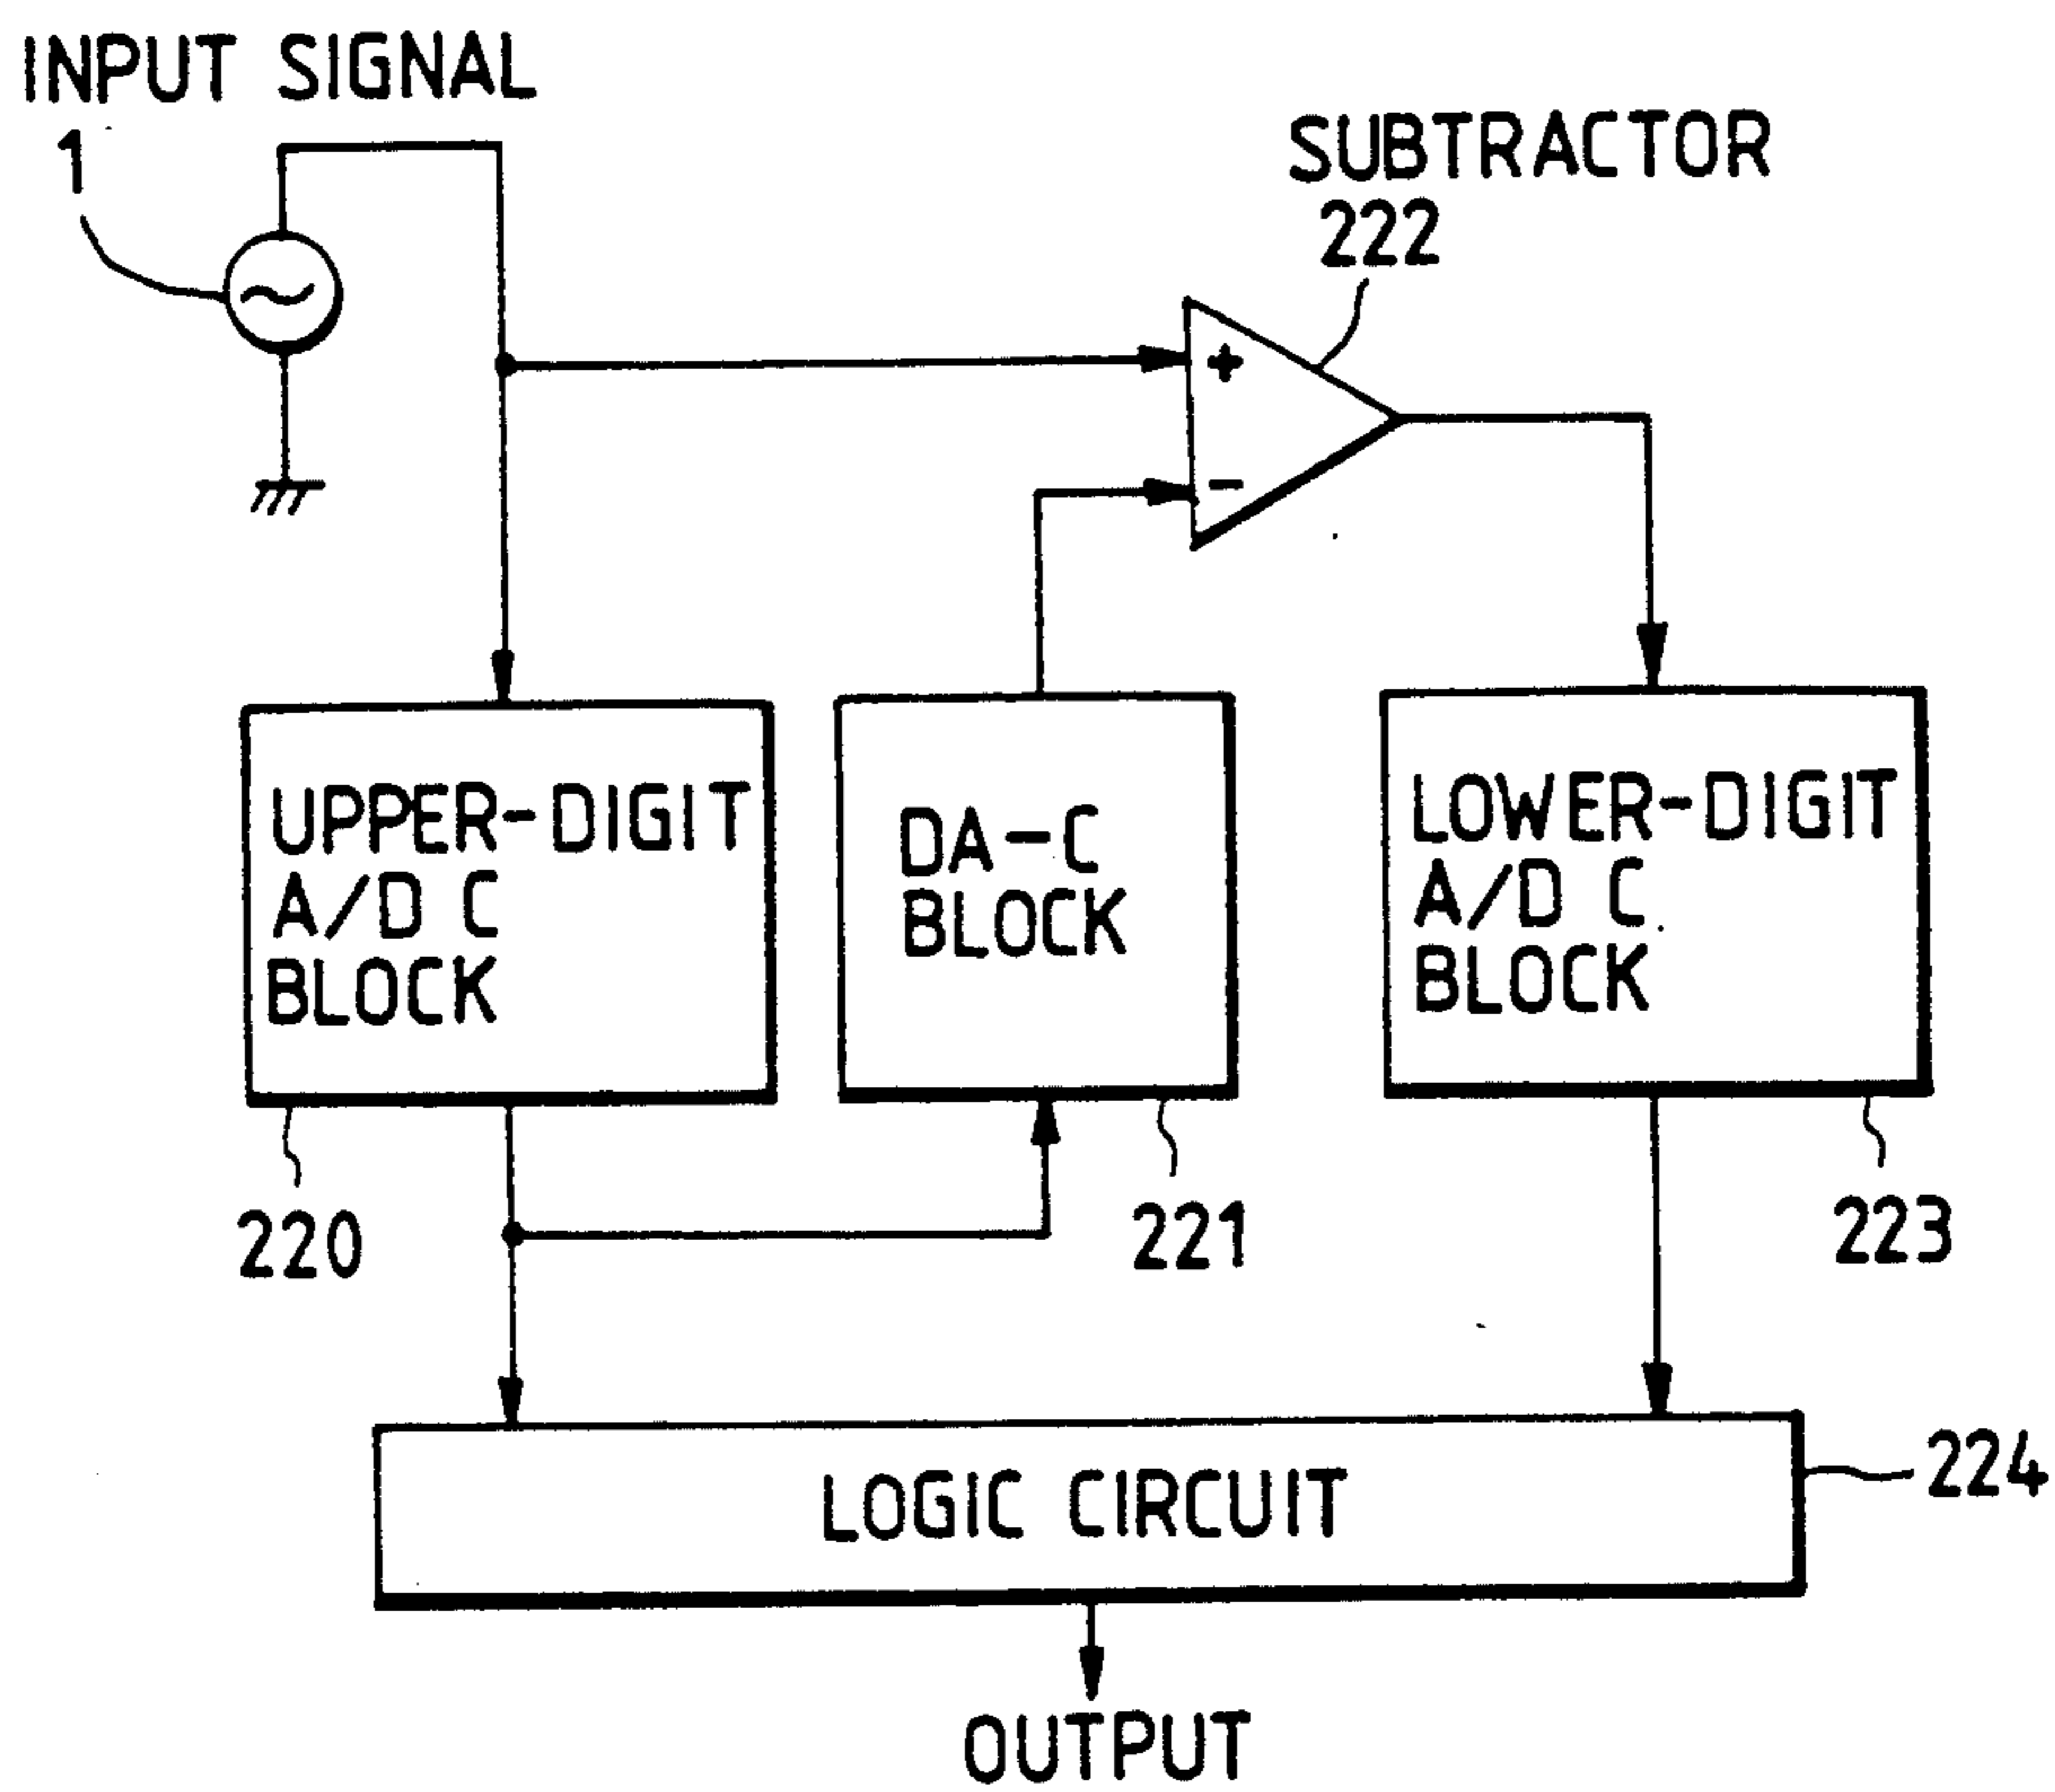 INPUT SIGNAL
1
SUBTRACTOR
222
+
-
UPPER-DIGIT
A/D C
BLOCK
DA-C
BLOCK
LOWER-DIGIT
A/D C
BLOCK
220
221
223
LOGIC CIRCUIT
224
OUTPUT